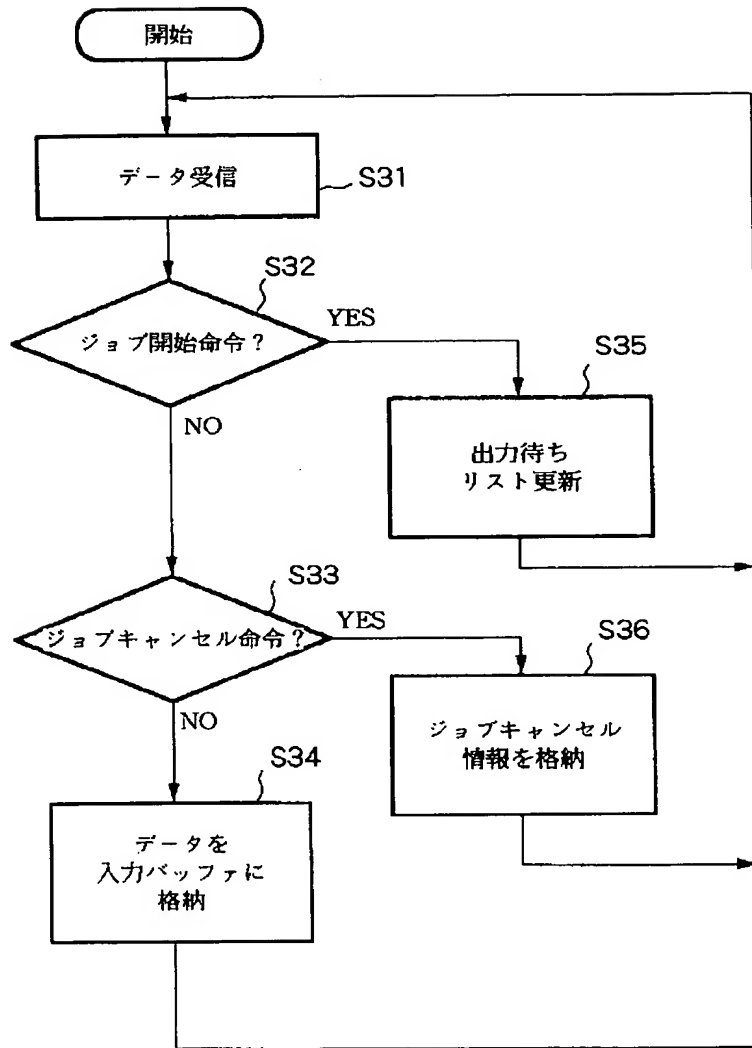 開始
データ受信
S31
S32
ジョブ開始命令？
YES
NO
S35
出力待ち
リスト更新
S33
ジョブキャンセル命令？
YES
NO
S36
ジョブキャンセル
情報を格納
S34
データを
入力バッファに
格納